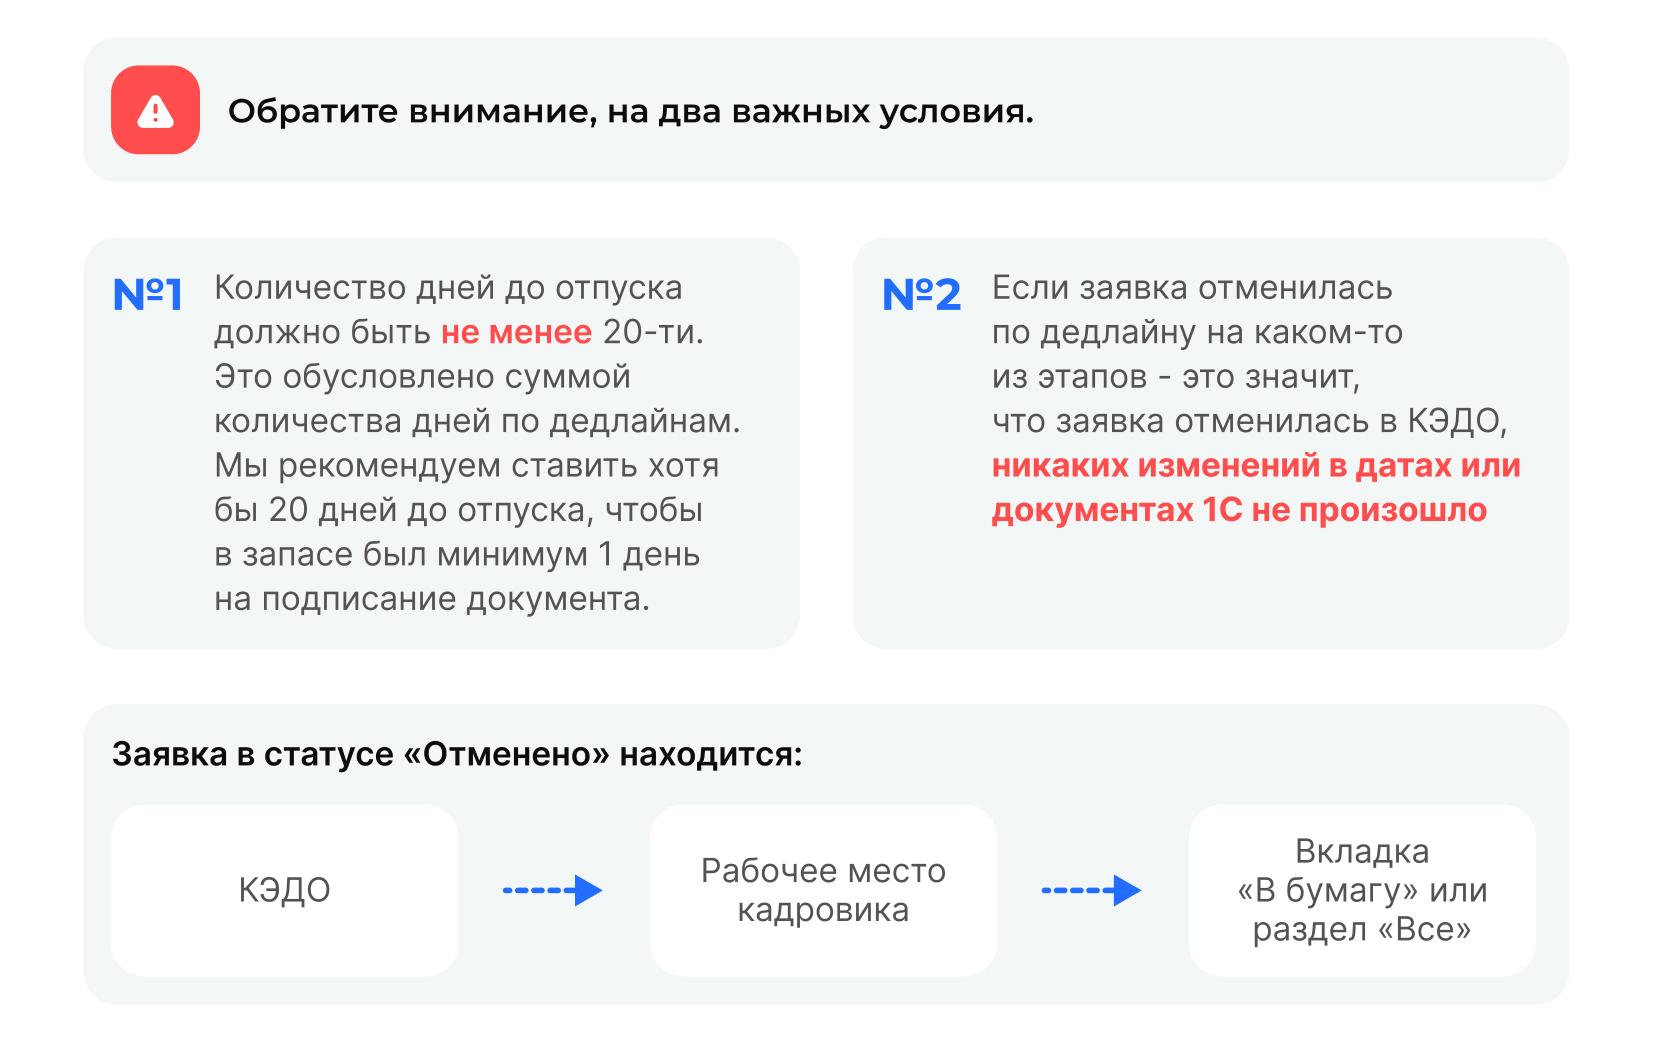 Обратите внимание, на два важных условия.
№1
Количество дней до отпуска
должно быть не менее 20-ти.
Это обусловлено суммой
количества дней по дедлайнам.
Мы рекомендуем ставить хотя
бы 20 дней до отпуска, чтобы
в запасе был минимум 1 день
на подписание документа.
№2
Если заявка отменилась
по дедлайну на каком-то
из этапов - это значит,
что заявка отменилась в КЭДО,
никаких изменений в датах или
документах 1С не произошло
Заявка в статусе «Отменено» находится:
КЭДО
Рабочее место
кадровика
Вкладка
«В бумагу» или
раздел «Все»